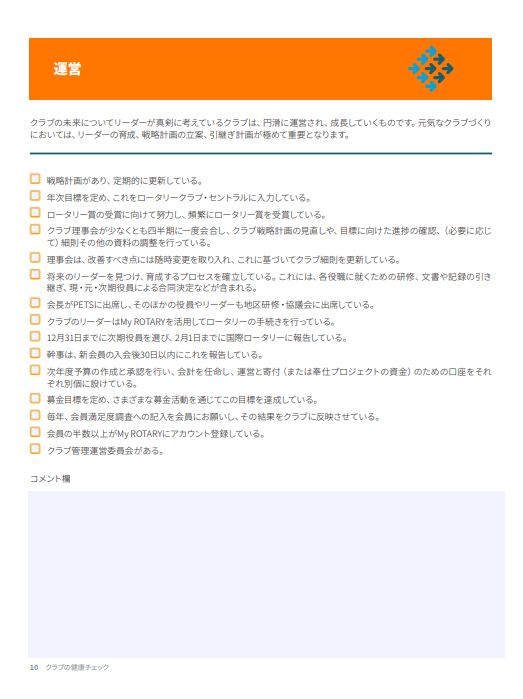 運営
クラブの未来についてリーダーが真剣に考えているクラブは、円滑に運営され、成長していくものです。元気なクラブづくり
においては、リーダーの育成、戦略計画の立案、引継ぎ計画が極めて重要となります。
戦略計画があり、定期的に更新している。
年次目標を定め、これをロータリークラブ・セントラルに入力している。
ロータリー賞の受賞に向けて努力し、頻繁にロータリー賞を受賞している。
クラブ理事会が少なくとも四半期に一度会合し、クラブ戦略計画の見直しや、目標に向けた進捗の確認、（必要に応じ
て）細則その他の資料の調整を行っている。
理事会は、改善すべき点には随時変更を取り入れ、これに基づいてクラブ細則を更新している。
将来のリーダーを見つけ、育成するプロセスを確立している。これには、各役職に就くための研修、文書や記録の引き
継ぎ、現・元・次期役員による合同決定などが含まれる。
会長がPETSに出席し、そのほかの役員やリーダーも地区研修・協議会に出席している。
クラブのリーダーはMy ROTARYを活用してロータリーの手続きを行っている。
12月31日までに次期役員を選び、2月1日までに国際ロータリーに報告している。
幹事は、新会員の入会後30日以内にこれを報告している。
次年度予算の作成と承認を行い、会計を任命し、運営と寄付（または奉仕プロジェクトの資金）のための口座をそれ
ぞれ別個に設けている。
募金目標を定め、さまざまな募金活動を通じてこの目標を達成している。
毎年、会員満足度調査への記入を会員にお願いし、その結果をクラブに反映させている。
会員の半数以上がMy ROTARYにアカウント登録している。
クラブ管理運営委員会がある。
コメント欄
10 クラブの健康チェック